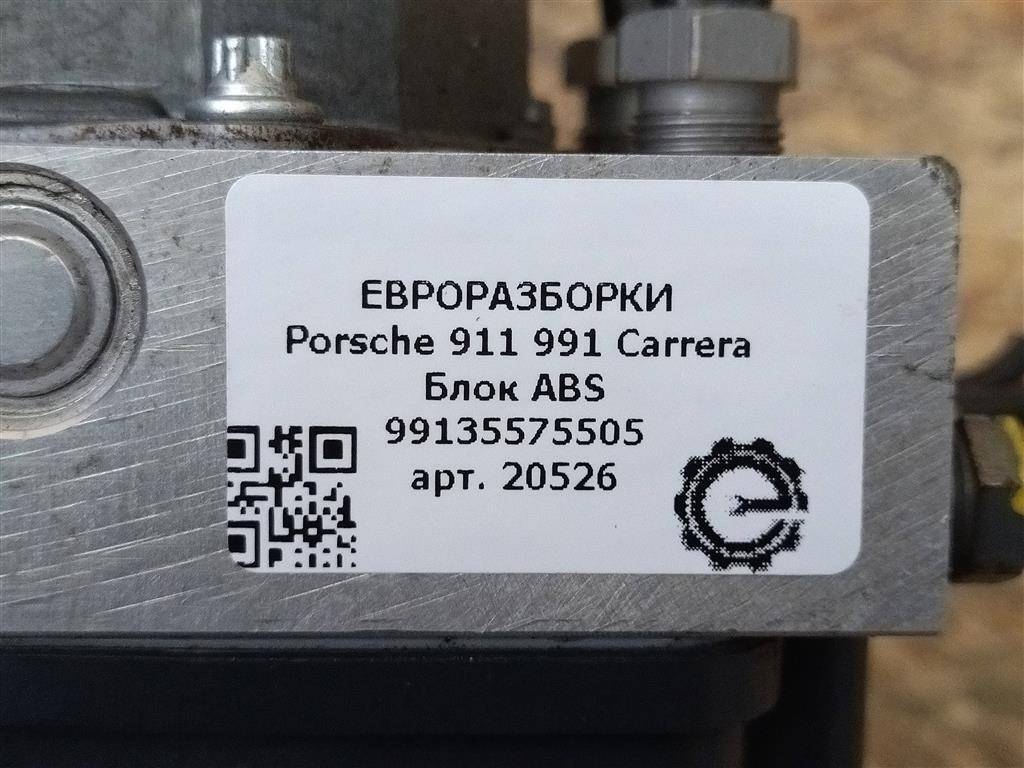 ЕВРОРАЗБОРКИ
Porsche 911 991 Carrera
Блок ABS
99135575505
арт. 20526